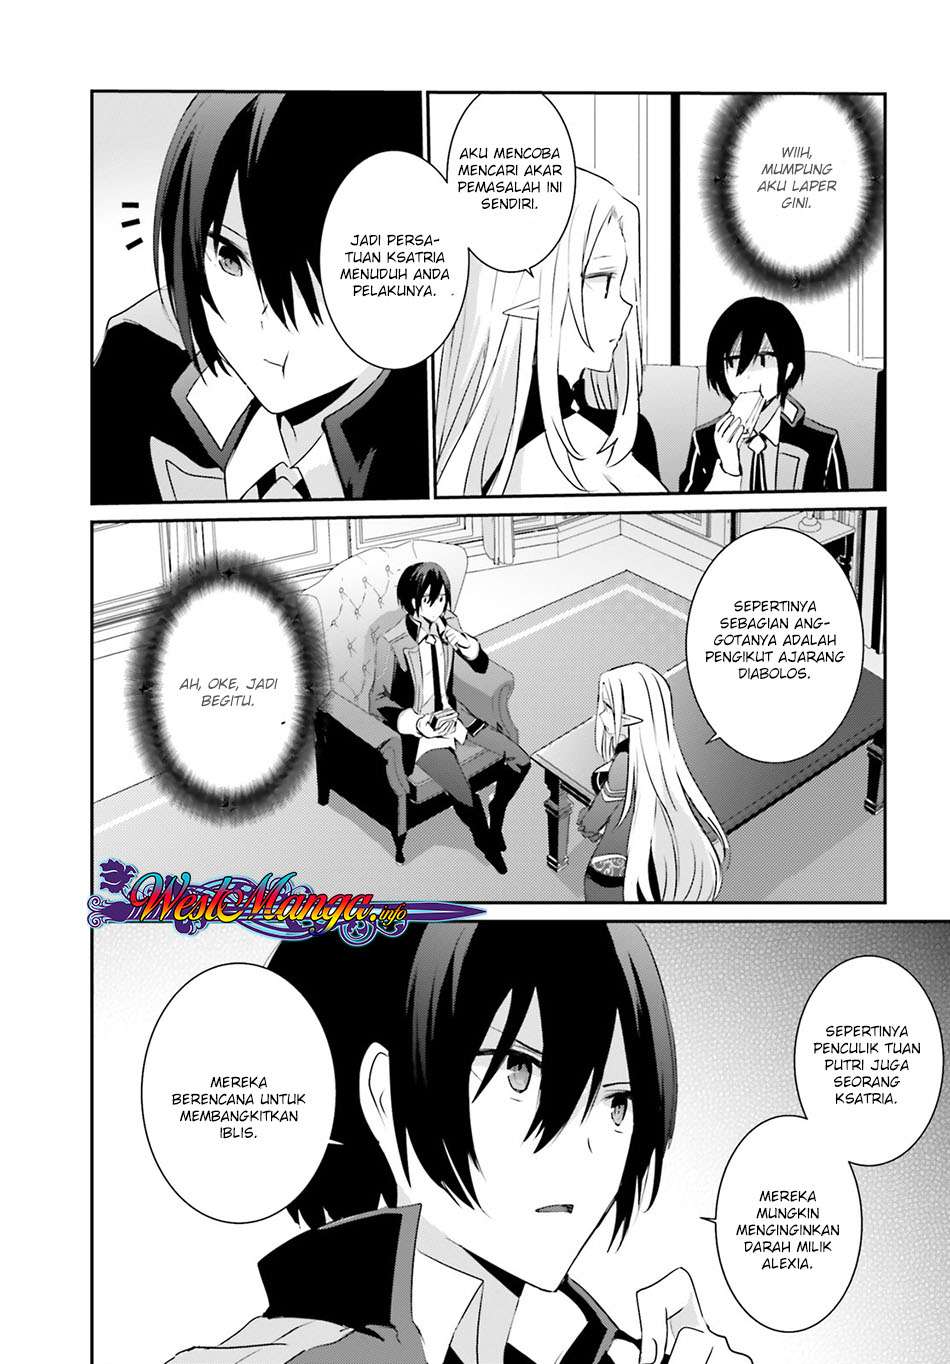 WIIH,
MUMPUNG
AKU LAPER
GINI.
AKU MENCOBA
MENCARI AKAR
PEMASALAH INI
SENDIRI.
JADI PERSA-
TUAN KSATRIA
MENUDUH ANDA
PELAKUNYA.
SEPERTINYA
SEBAGIAN ANG-
GOTANYA ADALAH
PENGIKUT AJARANG
DIABOLOS.
AH, OKE, JADI
BEGITU.
WestManga.info
SEPERTINYA
PENCULIK TUAN
PUTRI JUGA
SEORANG
KSATRIA.
MEREKA
MUNGKIN
MENGINGINKAN
DARAH MILIK
ALEXIA.
MEREKA
BERENCANA UNTUK
MEMBANGKITKAN
IBLIS.